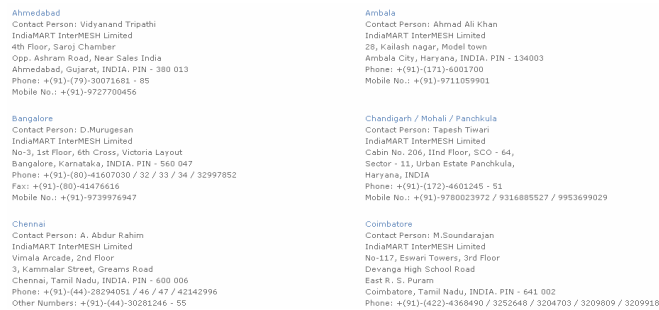 Ahmedabad
Contact Person: Vidyanand Tripathi
IndiaMART InterMESH Limited
4th Floor, Saroj Chamber
Opp. Ashram Road, Near Sales India
Ahmedabad, Gujarat, INDIA. PIN - 380 013
Phone: +(91)-(79)-30071681 - 85
Mobile No.: +(91)-9727700456
Ambala
Contact Person: Ahmad Ali Khan
IndiaMART InterMESH Limited
28, Kailash nagar, Model town
Ambala City, Haryana, INDIA. PIN - 134003
Phone: +(91)-(171)-6001700
Mobile No.: +(91)-9711059901
Bangalore
Contact Person: D.Murugesan
IndiaMART InterMESH Limited
No-3, 1st Floor, 6th Cross, Victoria Layout
Bangalore, Karnataka, INDIA. PIN - 560 047
Phone: +(91)-(80)-41607030 / 32 / 33 / 34 / 32997852
Fax: +(91)-(80)-41476616
Mobile No.: +(91)-9739976947
Chandigarh / Mohali / Panchkula
Contact Person: Tapesh Tiwari
IndiaMART InterMESH Limited
Cabin No. 206, IInd Floor, SCO - 64,
Sector - 11, Urban Estate Panchkula,
Haryana, INDIA
Phone: +(91)-(172)-4601245 - 51
Mobile No.: +(91)-9780023972 / 9316885527 / 9953699029
Chennai
Contact Person: A. Abdur Rahim
IndiaMART InterMESH Limited
Vimala Arcade, 2nd Floor
3, Kammalar Street, Greams Road
Chennai, Tamil Nadu, INDIA. PIN - 600 006
Phone: +(91)-(44)-28294051 / 46 / 47 / 42142996
Other Numbers: +(91)-(44)-30281246 - 55
Coimbatore
Contact Person: M.Soundarajan
IndiaMART InterMESH Limited
No-117, Eswari Towers, 3rd Floor
Devanga High School Road
East R. S. Puram
Coimbatore, Tamil Nadu, INDIA. PIN - 641 002
Phone: +(91)-(422)-4368490 / 3252648 / 3204703 / 3209809 / 3209918